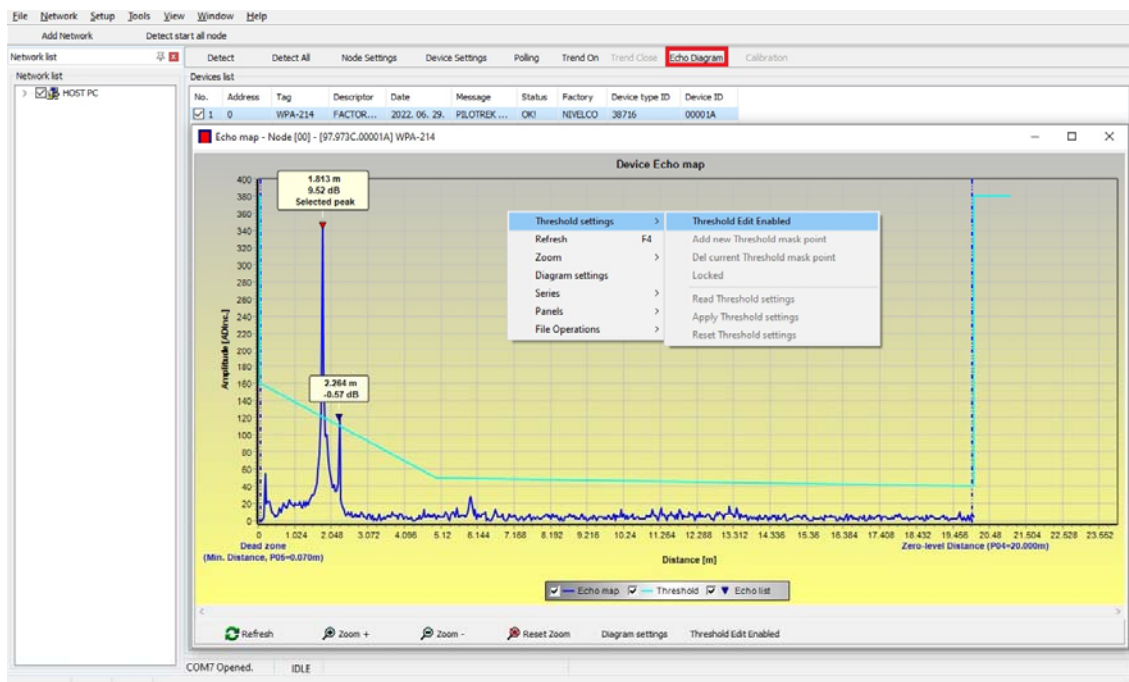 File Network Setup Tools View Window Help
Add Network Detect start all node
Network list
Detect Detect All Node Settings Device Settings Polling Trend On Trend Close Echo Diagram Calibration
Network list
HOST PC
Devices list
No. Address Tag Descriptor Date Message Status Factory Device type ID Device ID
1 0 WPA-214 FACTOR... 2022. 06. 29. PILOTREK ... OK! NIVELCO 38716 00001A
Echo map - Node [00] - [97.973C.00001A] WPA-214
Device Echo map
1.813 m
9.52 dB
Selected peak
2.264 m
-0.57 dB
Threshold settings >
Refresh F4
Zoom >
Diagram settings
Series >
Panels >
File Operations >
Threshold Edit Enabled
Add new Threshold mask point
Del current Threshold mask point
Locked
Read Threshold settings
Apply Threshold settings
Reset Threshold settings
Amplitude [ADInc.]
400
380
360
340
320
300
280
260
240
220
200
180
160
140
120
100
80
60
40
20
0
0 1.024 2.048 3.072 4.096 5.12 6.144 7.168 8.192 9.216 10.24 11.264 12.288 13.312 14.336 15.36 16.384 17.408 18.432 19.456 20.48 21.504 22.528 23.552
Dead zone
(Min. Distance, P05=0.070m)
Zero-level Distance (P04=20.000m)
Distance [m]
Echo map Threshold Echo list
Refresh Zoom + Zoom - Reset Zoom Diagram settings Threshold Edit Enabled
COM7 Opened. IDLE